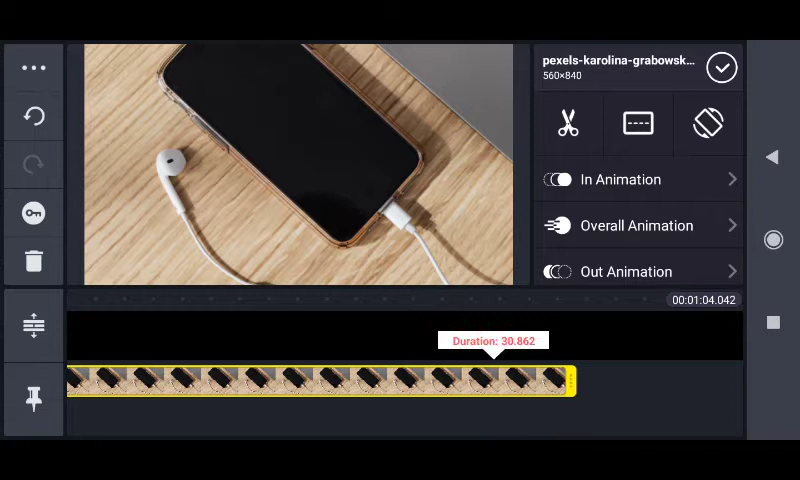 pexels-karolina-grabowsk...
560×840
In Animation
Overall Animation
Out Animation
00:01:04.042
Duration: 30.862